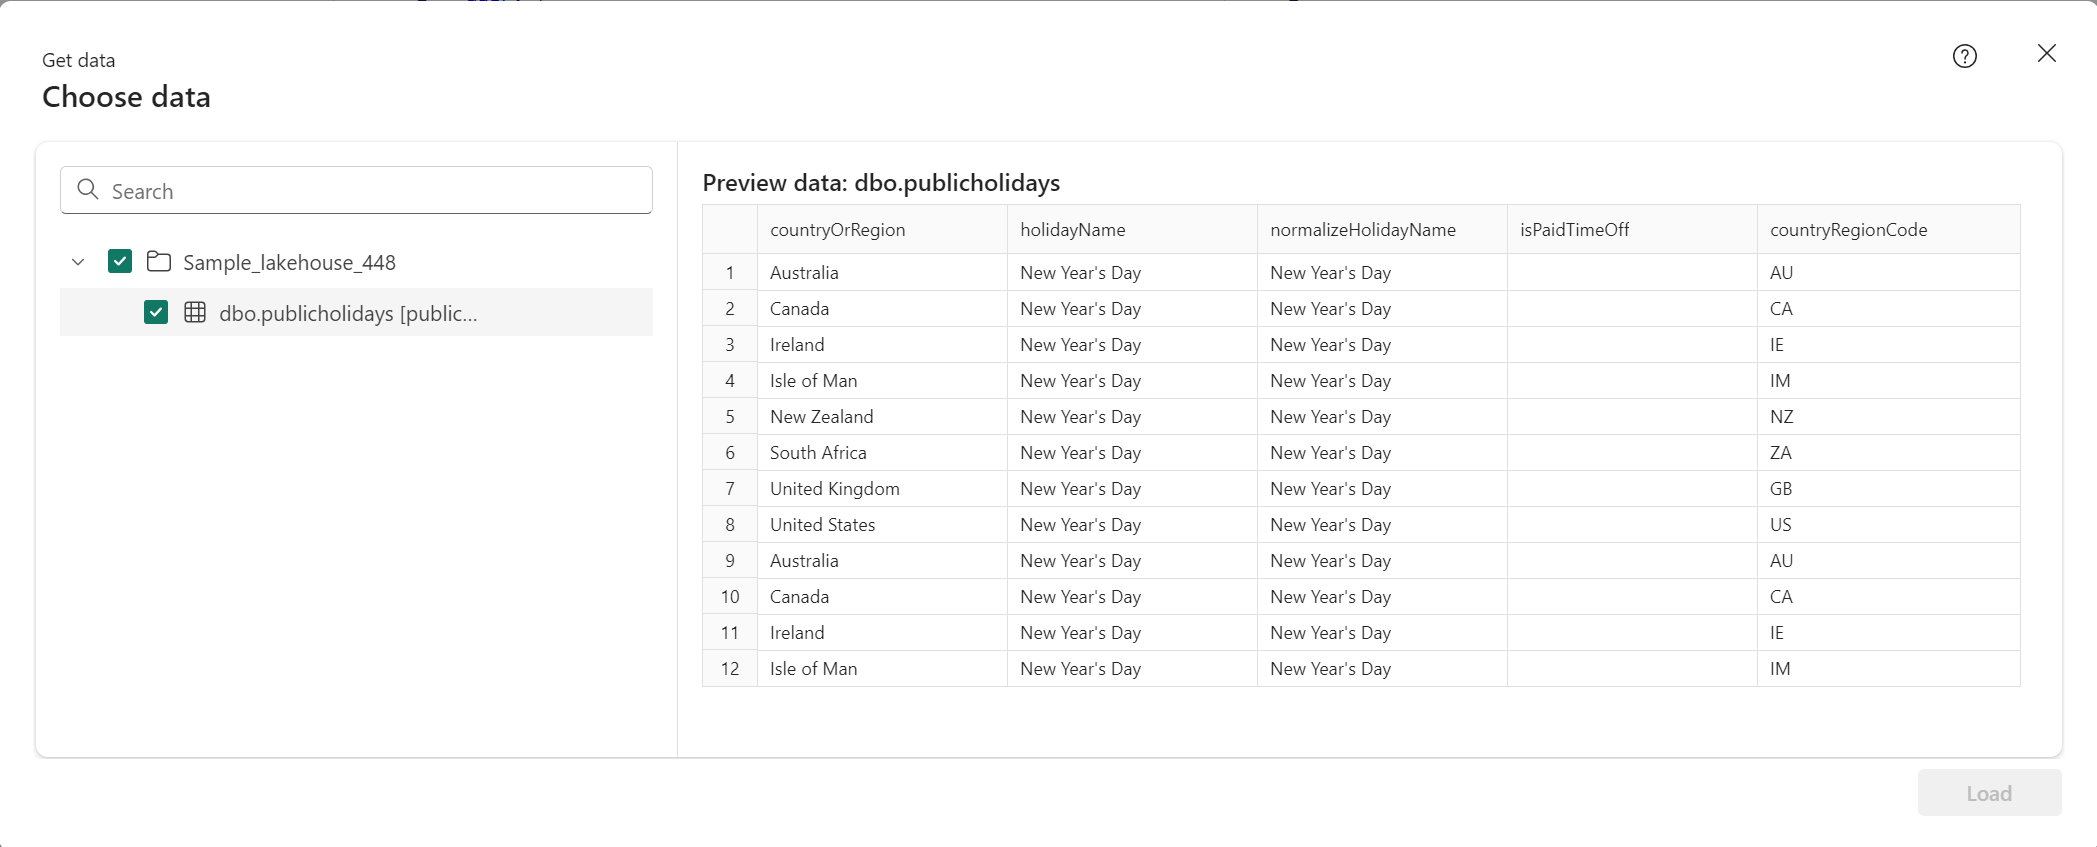 Get data
Choose data
Search
Sample_lakehouse_448
dbo.publicholidays [public...
Preview data: dbo.publicholidays
countryOrRegion holidayName normalizeHolidayName isPaidTimeOff countryRegionCode
1 Australia New Year's Day New Year's Day AU
2 Canada New Year's Day New Year's Day CA
3 Ireland New Year's Day New Year's Day IE
4 Isle of Man New Year's Day New Year's Day IM
5 New Zealand New Year's Day New Year's Day NZ
6 South Africa New Year's Day New Year's Day ZA
7 United Kingdom New Year's Day New Year's Day GB
8 United States New Year's Day New Year's Day US
9 Australia New Year's Day New Year's Day AU
10 Canada New Year's Day New Year's Day CA
11 Ireland New Year's Day New Year's Day IE
12 Isle of Man New Year's Day New Year's Day IM
Load